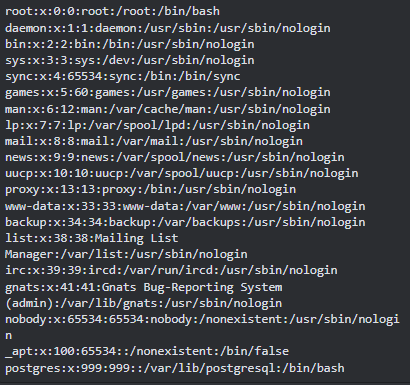 root:x:0:0:root:/root:/bin/bash
daemon:x:1:1:daemon:/usr/sbin:/usr/sbin/nologin
bin:x:2:2:bin:/bin:/usr/sbin/nologin
sys:x:3:3:sys:/dev:/usr/sbin/nologin
sync:x:4:65534:sync:/bin:/bin/sync
games:x:5:60:games:/usr/games:/usr/sbin/nologin
man:x:6:12:man:/var/cache/man:/usr/sbin/nologin
lp:x:7:7:lp:/var/spool/lpd:/usr/sbin/nologin
mail:x:8:8:mail:/var/mail:/usr/sbin/nologin
news:x:9:9:news:/var/spool/news:/usr/sbin/nologin
uucp:x:10:10:uucp:/var/spool/uucp:/usr/sbin/nologin
proxy:x:13:13:proxy:/bin:/usr/sbin/nologin
www-data:x:33:33:www-data:/var/www:/usr/sbin/nologin
backup:x:34:34:backup:/var/backups:/usr/sbin/nologin
list:x:38:38:Mailing List
Manager:/var/list:/usr/sbin/nologin
irc:x:39:39:ircd:/var/run/ircd:/usr/sbin/nologin
gnats:x:41:41:Gnats Bug-Reporting System
(admin):/var/lib/gnats:/usr/sbin/nologin
nobody:x:65534:65534:nobody:/nonexistent:/usr/sbin/nologi
n
_apt:x:100:65534::/nonexistent:/bin/false
postgres:x:999:999::/var/lib/postgresql:/bin/bash